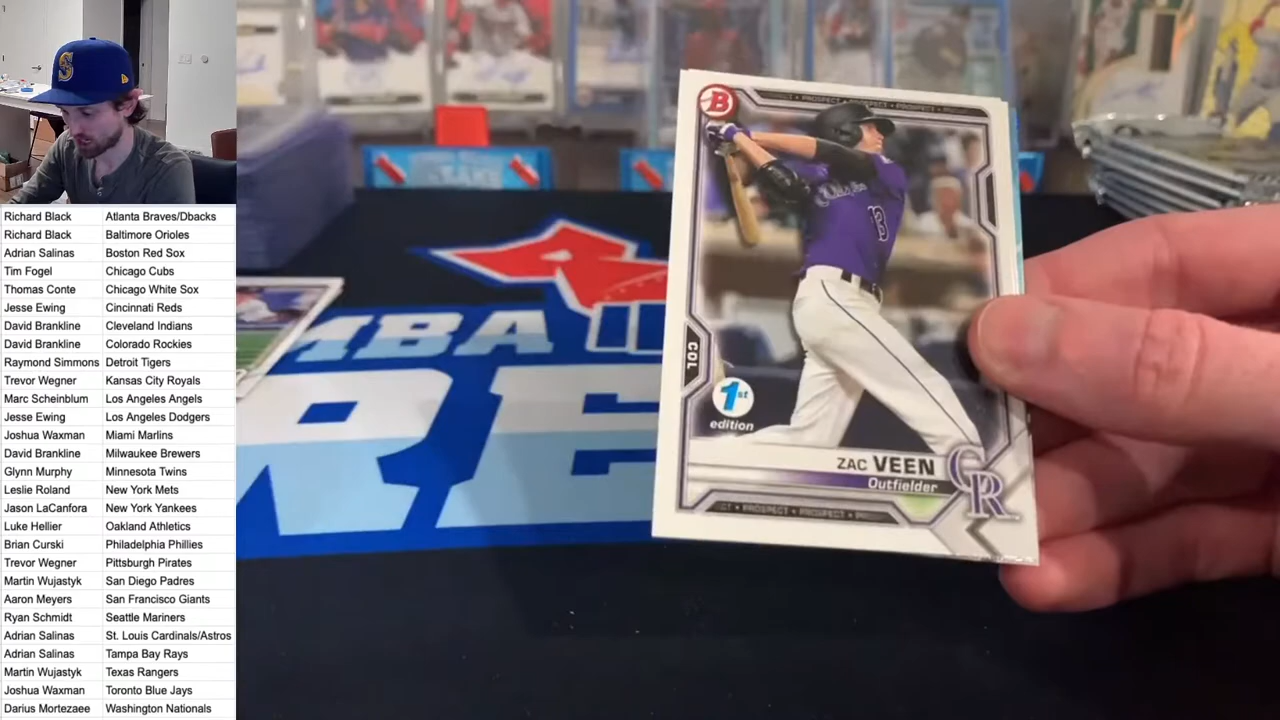 Richard Black Atlanta Braves/Dbacks
Richard Black Baltimore Orioles
Adrian Salinas Boston Red Sox
Tim Fogel Chicago Cubs
Thomas Conte Chicago White Sox
Jesse Ewing Cincinnati Reds
David Brankline Cleveland Indians
David Brankline Colorado Rockies
Raymond Simmons Detroit Tigers
Trevor Wegner Kansas City Royals
Marc Scheinblum Los Angeles Angels
Jesse Ewing Los Angeles Dodgers
Joshua Waxman Miami Marlins
David Brankline Milwaukee Brewers
Glynn Murphy Minnesota Twins
Leslie Roland New York Mets
Jason LaCanfora New York Yankees
Luke Hellier Oakland Athletics
Brian Curski Philadelphia Phillies
Trevor Wegner Pittsburgh Pirates
Martin Wujastyk San Diego Padres
Aaron Meyers San Francisco Giants
Ryan Schmidt Seattle Mariners
Adrian Salinas St. Louis Cardinals/Astros
Adrian Salinas Tampa Bay Rays
Martin Wujastyk Texas Rangers
Joshua Waxman Toronto Blue Jays
Darius Mortezaee Washington Nationals
S
MBA
RE
B
PROSPECT
13
COL
1st
edition
ZAC VEEN
Outfielder
CR
PROSPECT • PROSPECT